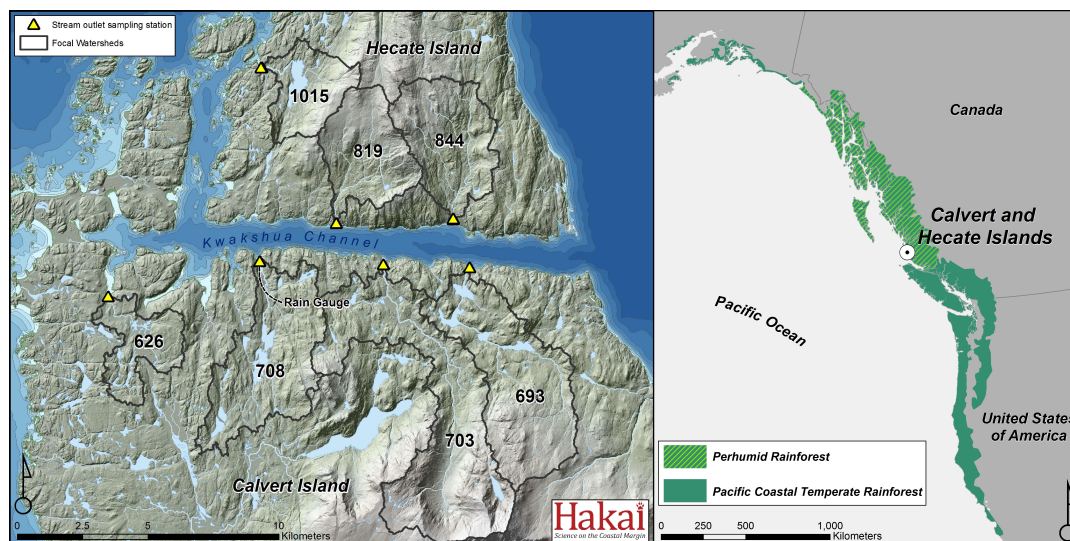 Stream outlet sampling station
Focal Watersheds
Hecate Island
1015
819
844
Kwakshua Channel
Rain Gauge
626
708
693
703
Calvert Island
0 5 10
Kilometers
Hakai
Science on the Coastal Margin
Canada
Calvert and
Hecate Islands
Pacific Ocean
United States
of America
Perhumid Rainforest
Pacific Coastal Temperate Rainforest
0 250 500 1,000
Kilometers